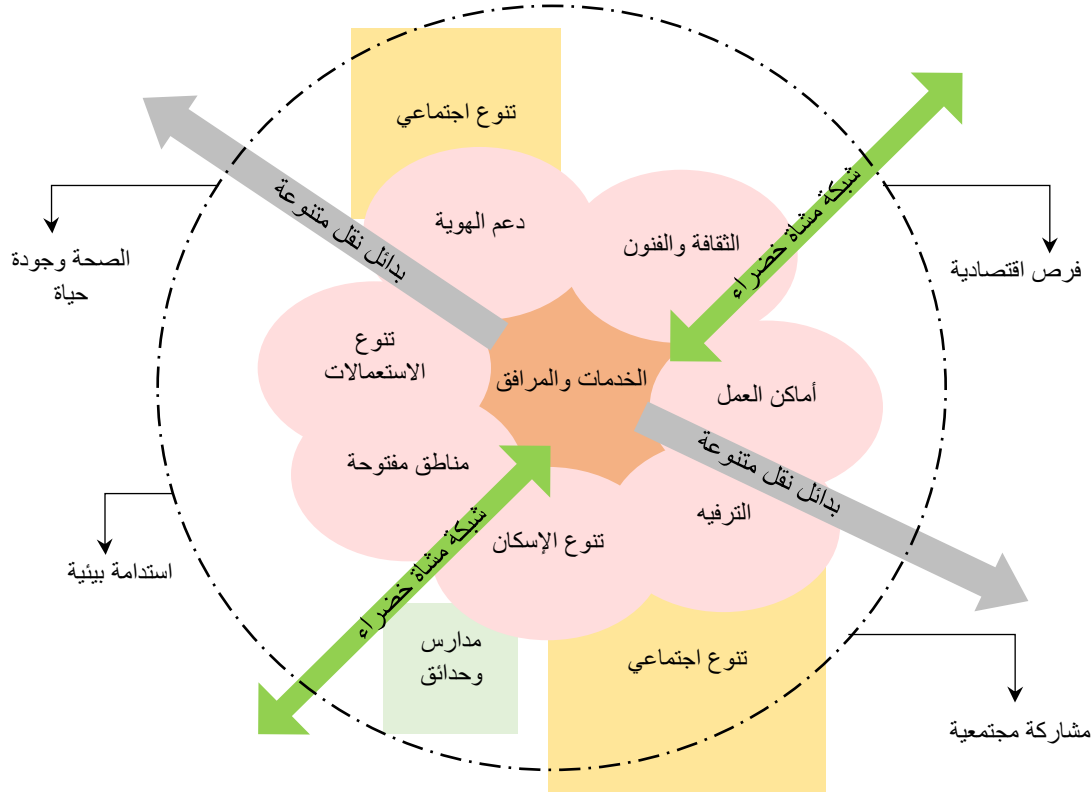 تنوع اجتماعي
شبكة مشاة خضراء
بدائل نقل متنوعة
دعم الهوية
الثقافة والفنون
الصحة وجودة
حياة
فرص اقتصادية
تنوع
الاستعمالات
الخدمات والمرافق
أماكن العمل
مناطق مفتوحة
بدائل نقل متنوعة
الترفيه
تنوع الإسكان
شبكة مشاة خضراء
استدامة بيئية
مدارس
وحدائق
تنوع اجتماعي
مشاركة مجتمعية